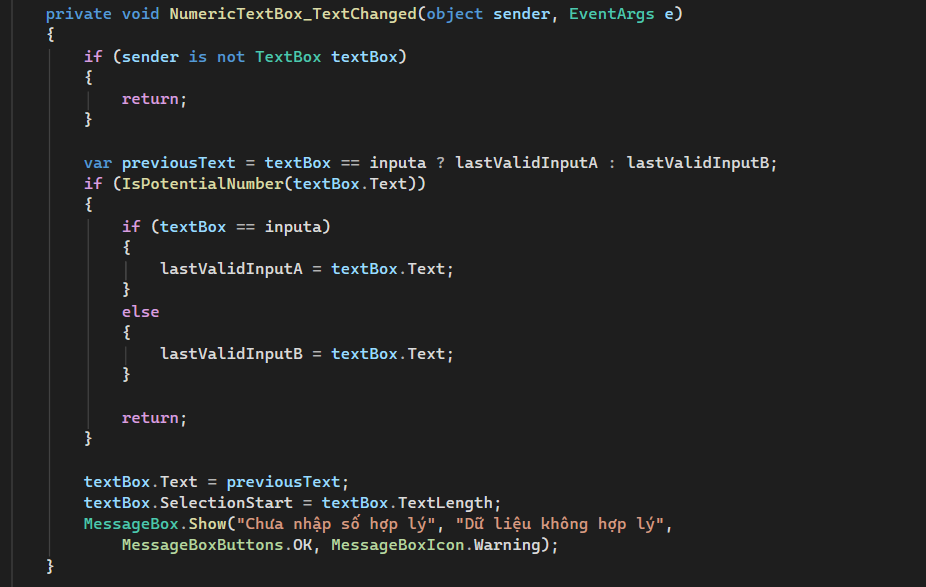 private void NumericTextBox_TextChanged(object sender, EventArgs e)
{
    if (sender is not TextBox textBox)
    {
        return;
    }

    var previousText = textBox == inputa ? lastValidInputA : lastValidInputB;
    if (IsPotentialNumber(textBox.Text))
    {
        if (textBox == inputa)
        {
            lastValidInputA = textBox.Text;
        }
        else
        {
            lastValidInputB = textBox.Text;
        }

        return;
    }

    textBox.Text = previousText;
    textBox.SelectionStart = textBox.TextLength;
    MessageBox.Show("Chưa nhập số hợp lý", "Dữ liệu không hợp lý",
        MessageBoxButtons.OK, MessageBoxIcon.Warning);
}